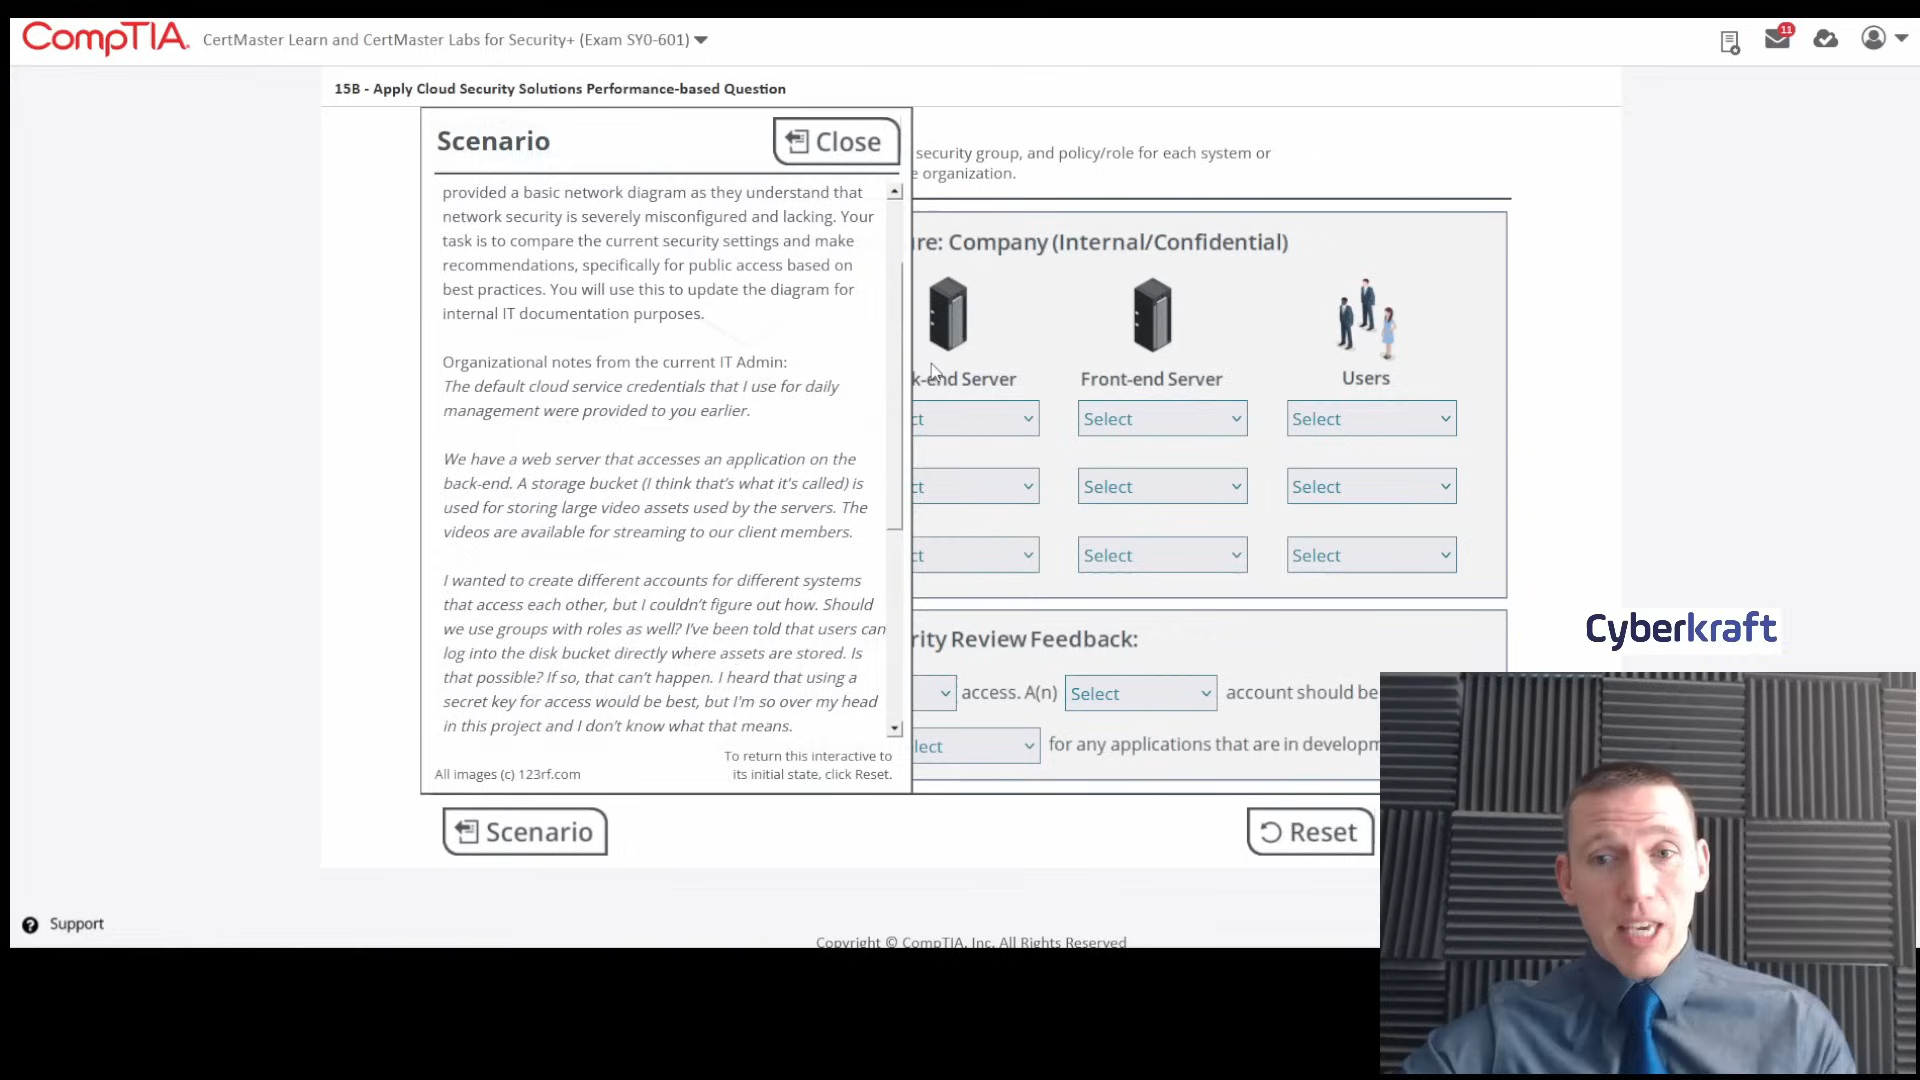 CompTIA.
CertMaster Learn and CertMaster Labs for Security+ (Exam SY0-601)
11
15B - Apply Cloud Security Solutions Performance-based Question
Scenario
Close
security group, and policy/role for each system or
organization.
provided a basic network diagram as they understand that
network security is severely misconfigured and lacking. Your
task is to compare the current security settings and make
recommendations, specifically for public access based on
best practices. You will use this to update the diagram for
internal IT documentation purposes.
Organizational notes from the current IT Admin:
The default cloud service credentials that I use for daily
management were provided to you earlier.
We have a web server that accesses an application on the
back-end. A storage bucket (I think that's what it's called) is
used for storing large video assets used by the servers. The
videos are available for streaming to our client members.
I wanted to create different accounts for different systems
that access each other, but I couldn't figure out how. Should
we use groups with roles as well? I've been told that users can
log into the disk bucket directly where assets are stored. Is
that possible? If so, that can't happen. I heard that using a
secret key for access would be best, but I'm so over my head
in this project and I don't know what that means.
To return this interactive to
All images (c) 123rf.com its initial state, click Reset.
re: Company (Internal/Confidential)
k-end Server Front-end Server Users
ct Select Select
ct Select Select
ct Select Select
rity Review Feedback:
access. A(n) Select account should be
lect for any applications that are in developm
Scenario
Reset
Cyberkraft
Support
Copyright © CompTIA, Inc. All Rights Reserved